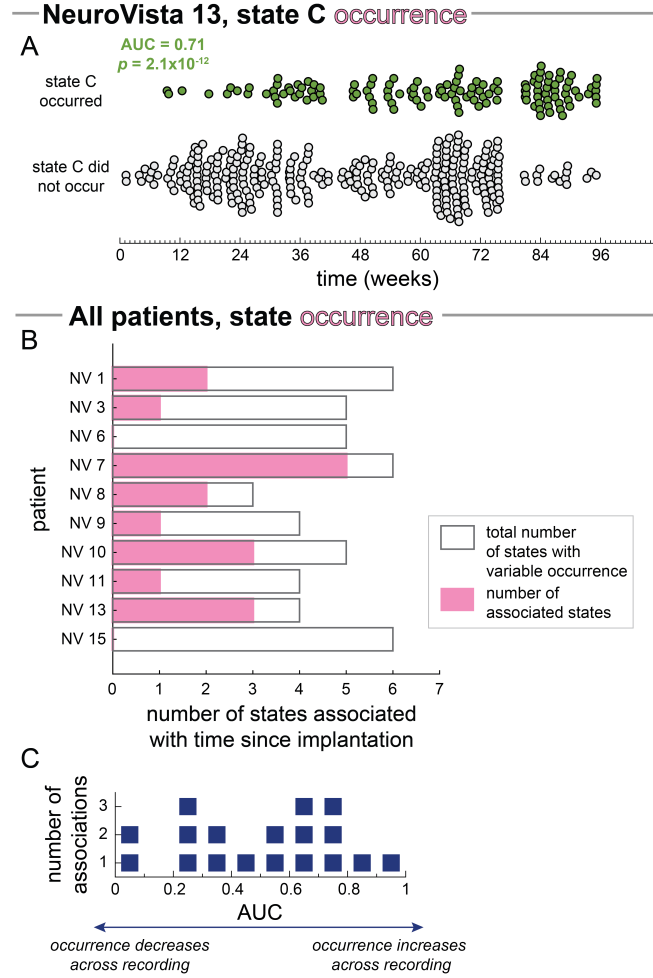 NeuroVista 13, state C occurrence
A
AUC = 0.71
p = 2.1x10⁻¹²
state C
occurred
state C did
not occur
0 12 24 36 48 60 72 84 96
time (weeks)
All patients, state occurrence
B
NV 1
NV 3
NV 6
NV 7
NV 8
NV 9
NV 10
NV 11
NV 13
NV 15
patient
0 1 2 3 4 5 6 7
number of states associated
with time since implantation
total number
of states with
variable occurrence
number of
associated states
C
number of
associations
3
2
1
0 0.2 0.4 0.6 0.8 1
AUC
occurrence decreases
across recording
occurrence increases
across recording